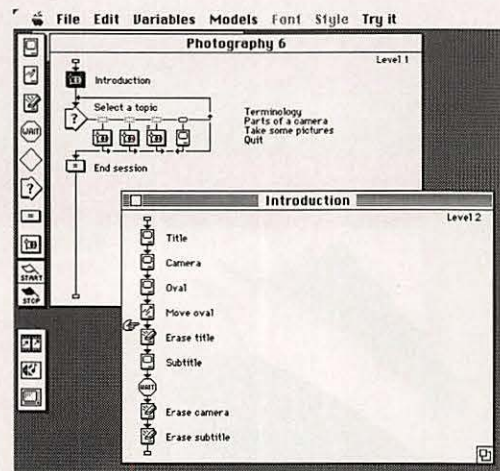 File Edit Variables Models Font Style Try it
Photography 6
Level 1
Introduction
Select a topic
Terminology
Parts of a camera
Take some pictures
Quit
End session
WAIT
START
STOP
Introduction
Level 2
Title
Camera
Oval
Move oval
Erase title
Subtitle
WAIT
Erase camera
Erase subtitle